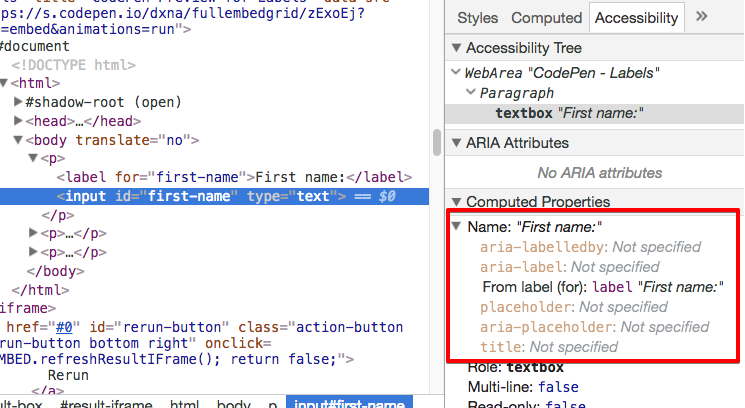 ps://s.codepen.io/dxna/fullembedgrid/zExoEj?
=embed&animations=run">
#document
<!DOCTYPE html>
<html>
#shadow-root (open)
<head>…</head>
<body translate="no">
<p>
<label for="first-name">First name:</label>
<input id="first-name" type="text"> == $0
</p>
<p>…</p>
<p>…</p>
</body>
</html>
iframe>
href="#0" id="rerun-button" class="action-button
run-button bottom right" onclick=
MBED.refreshResultIFrame(); return false;">
Rerun
</a>
ult-box #result-iframe html body p input#first-name
Styles Computed Accessibility »
Accessibility Tree
WebArea "CodePen - Labels"
Paragraph
textbox "First name:"
ARIA Attributes
No ARIA attributes
Computed Properties
Name: "First name:"
aria-labelledby: Not specified
aria-label: Not specified
From label (for): label "First name:"
placeholder: Not specified
aria-placeholder: Not specified
title: Not specified
Role: textbox
Multi-line: false
Read-only: false